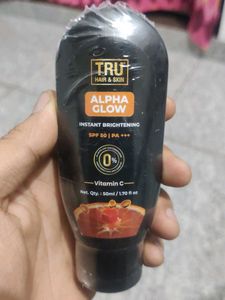 TRU
HAIR & SKIN
ALPHA
GLOW
INSTANT BRIGHTENING
SPF 50 | PA +++
0%
Vitamin C
Net. Qty. : 50ml / 1.70 fl oz